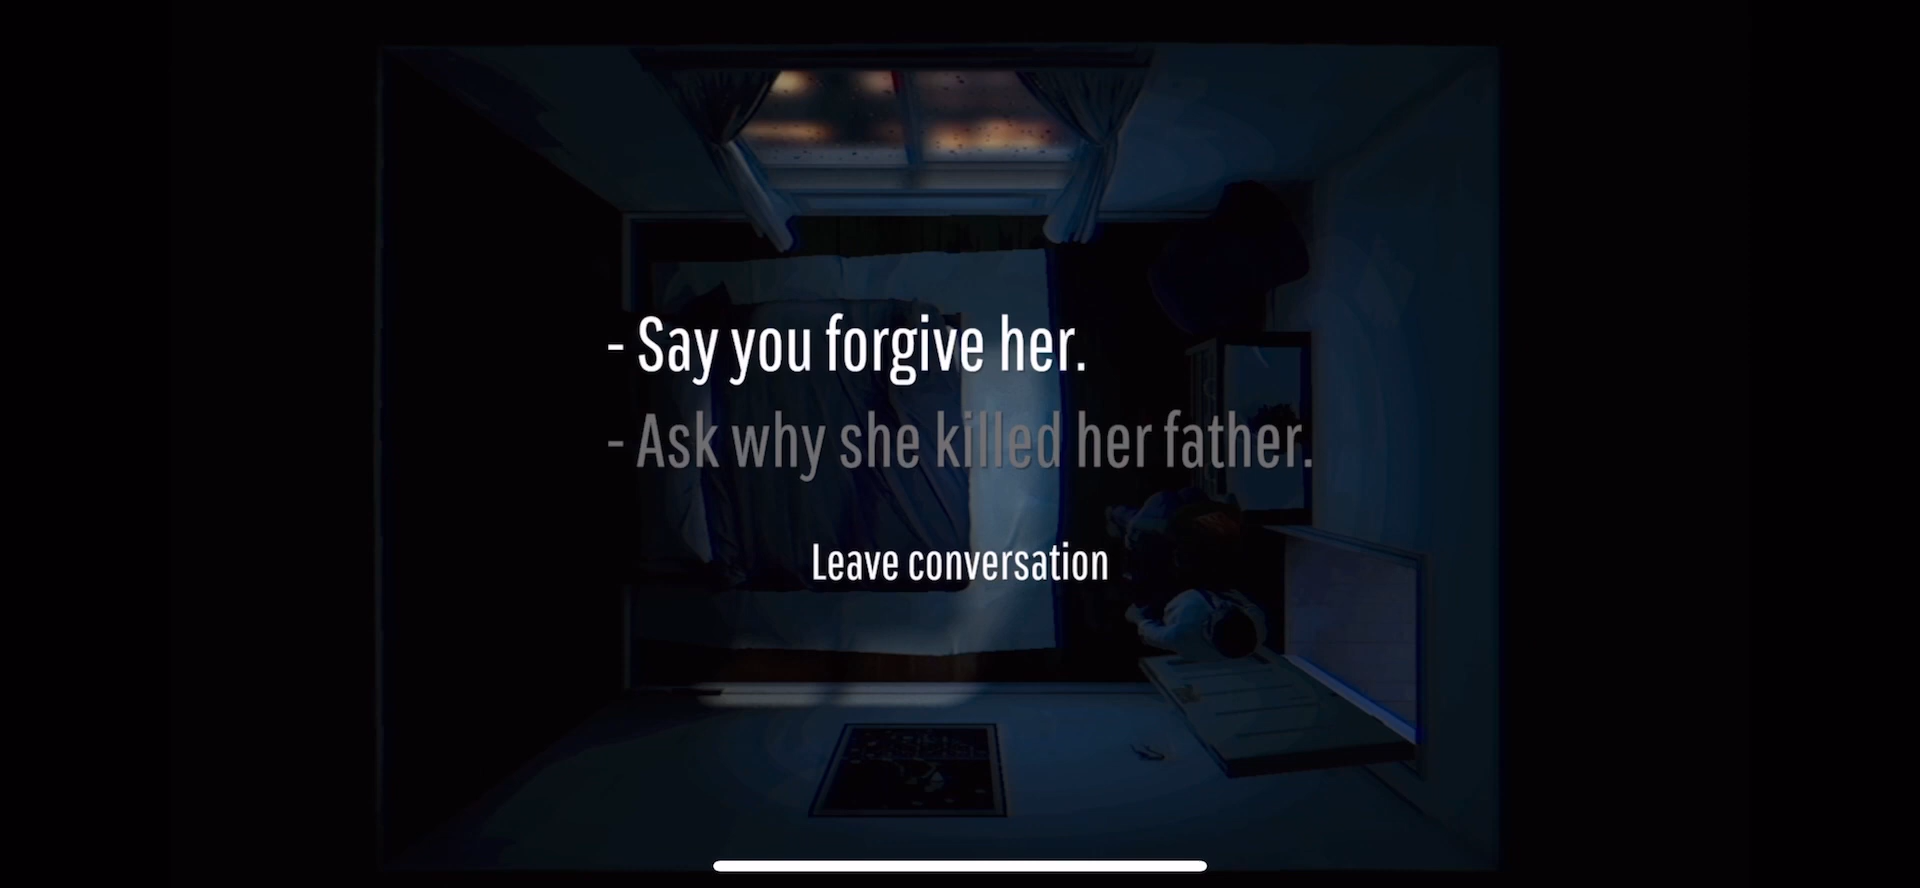 - Say you forgive her.
- Ask why she killed her father.
Leave conversation